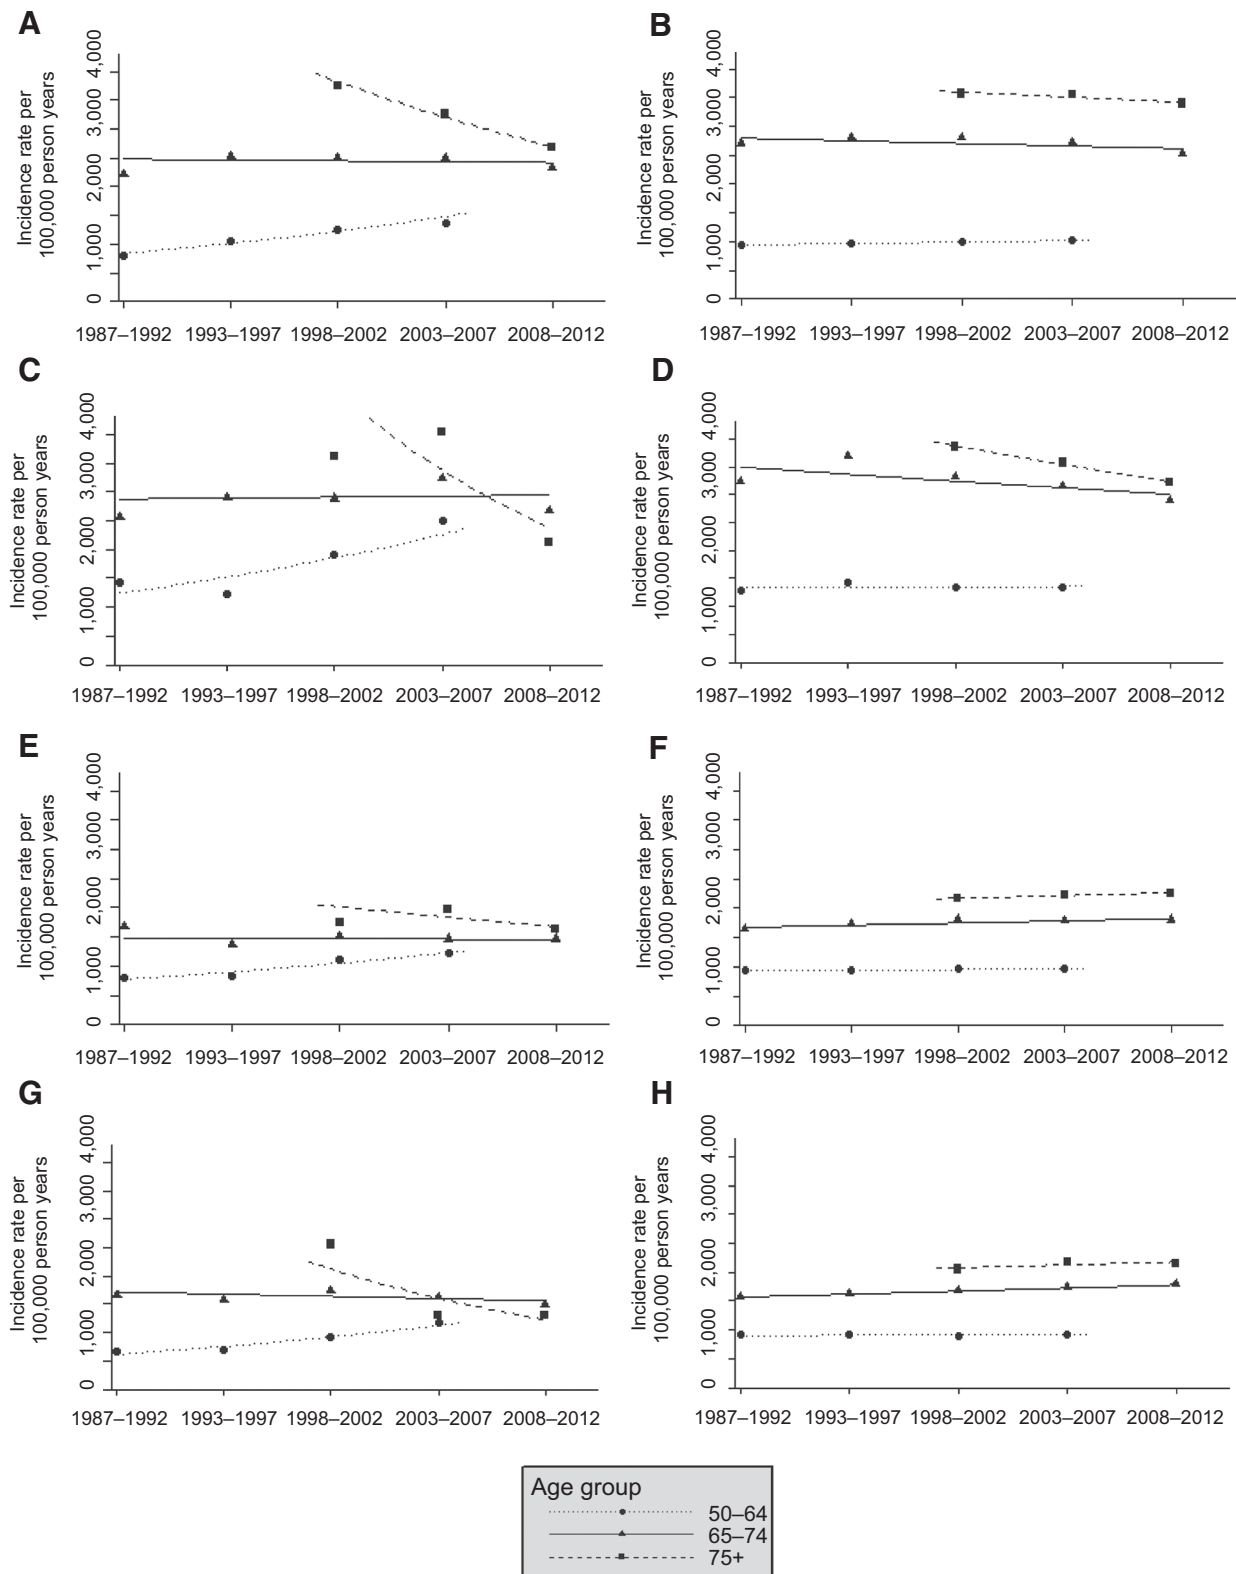 A
Incidence rate per
100,000 person years
4,000
3,000
2,000
1,000
0
1987–1992 1993–1997 1998–2002 2003–2007 2008–2012
B
Incidence rate per
100,000 person years
4,000
3,000
2,000
1,000
0
1987–1992 1993–1997 1998–2002 2003–2007 2008–2012
C
Incidence rate per
100,000 person years
4,000
3,000
2,000
1,000
0
1987–1992 1993–1997 1998–2002 2003–2007 2008–2012
D
Incidence rate per
100,000 person years
4,000
3,000
2,000
1,000
0
1987–1992 1993–1997 1998–2002 2003–2007 2008–2012
E
Incidence rate per
100,000 person years
4,000
3,000
2,000
1,000
0
1987–1992 1993–1997 1998–2002 2003–2007 2008–2012
F
Incidence rate per
100,000 person years
4,000
3,000
2,000
1,000
0
1987–1992 1993–1997 1998–2002 2003–2007 2008–2012
G
Incidence rate per
100,000 person years
4,000
3,000
2,000
1,000
0
1987–1992 1993–1997 1998–2002 2003–2007 2008–2012
H
Incidence rate per
100,000 person years
4,000
3,000
2,000
1,000
0
1987–1992 1993–1997 1998–2002 2003–2007 2008–2012
Age group
50–64
65–74
75+